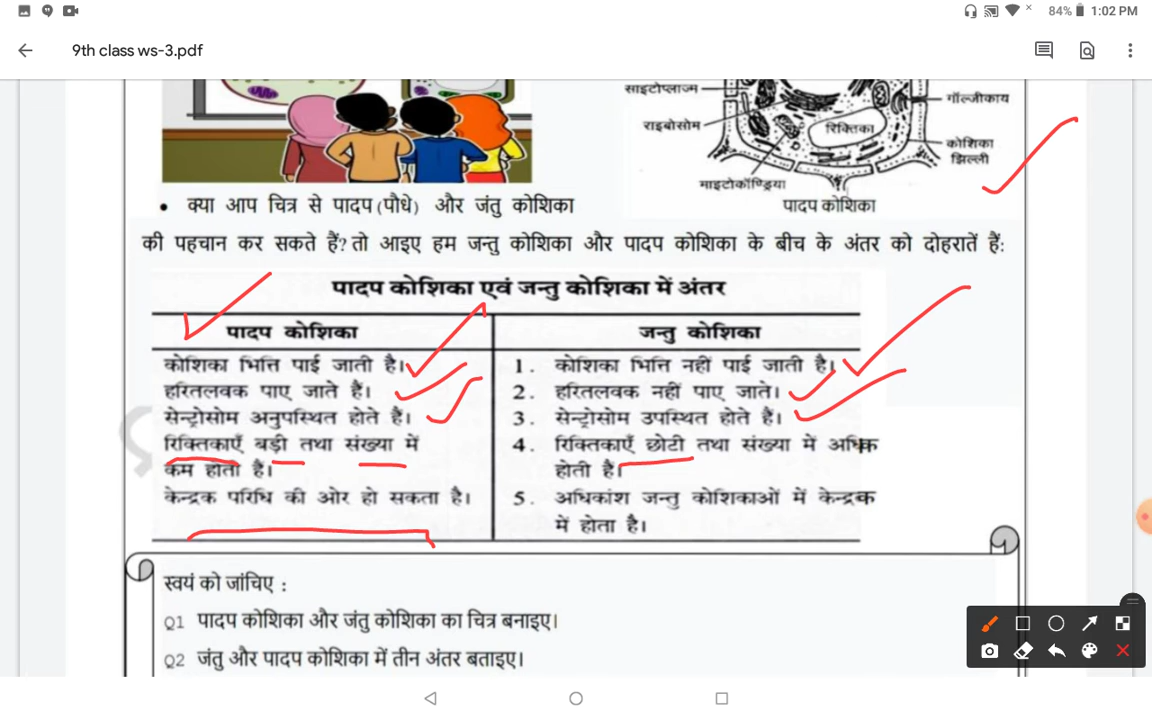 84% 1:02 PM
9th class ws-3.pdf
साइटोप्लाज्म
गॉल्जीकाय
राइबोसोम
रिक्तिका
कोशिका
झिल्ली
माइटोकॉण्ड्रिया
पादप कोशिका
• क्या आप चित्र से पादप(पौधे) और जंतु कोशिका
की पहचान कर सकते हैं? तो आइए हम जन्तु कोशिका और पादप कोशिका के बीच के अंतर को दोहरातें हैं:
पादप कोशिका एवं जन्तु कोशिका में अंतर
पादप कोशिका
कोशिका भित्ति पाई जाती है।
हरितलवक पाए जाते हैं।
सेन्ट्रोसोम अनुपस्थित होते हैं।
रिक्तिकाएँ बड़ी तथा संख्या में
कम होती हैं।
केन्द्रक परिधि की ओर हो सकता है।
जन्तु कोशिका
1. कोशिका भित्ति नहीं पाई जाती है।
2. हरितलवक नहीं पाए जाते।
3. सेन्ट्रोसोम उपस्थित होते हैं।
4. रिक्तिकाएँ छोटी तथा संख्या में अधिक
होती हैं।
5. अधिकांश जन्तु कोशिकाओं में केन्द्रक
में होता है।
स्वयं को जांचिए :
Q1 पादप कोशिका और जंतु कोशिका का चित्र बनाइए।
Q2 जंतु और पादप कोशिका में तीन अंतर बताइए।